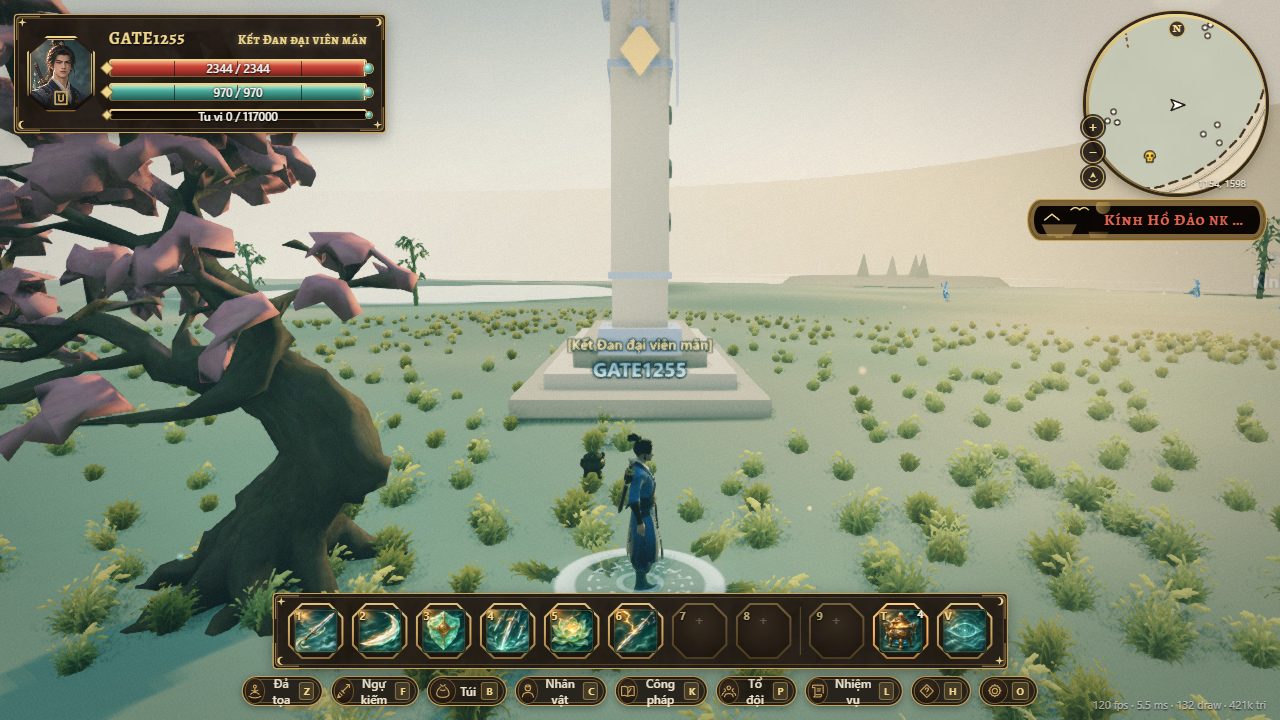 GATE1255
Kết Đan đại viên mãn
2344 / 2344
970 / 970
Tu vi 0 / 117000
U
N
+
−
1598
Kính Hồ Đảo NK ...
[Kết Đan đại viên mãn]
GATE1255
1 2 3 4 5 6 7 8 9 4 V
Đả tọa Z
Ngự kiếm F
Túi B
Nhân vật C
Công pháp K
Tổ đội P
Nhiệm vụ L
H
O
120 fps · 5.5 ms · 132 draw · 421k tri